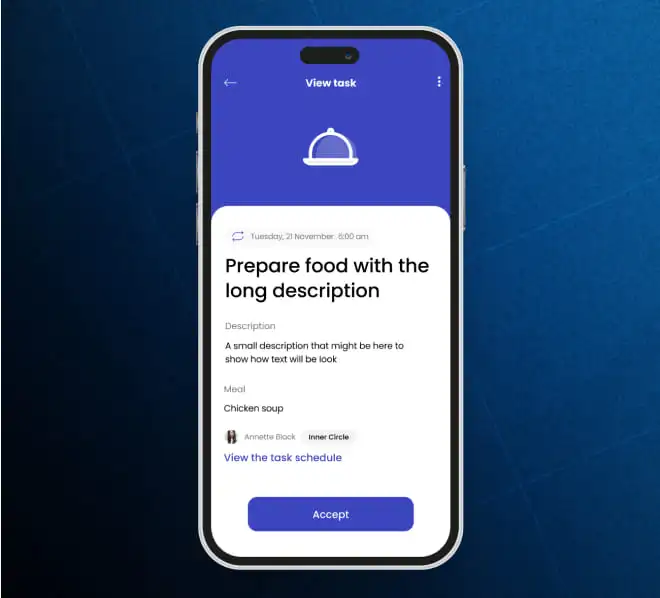 View task
Tuesday, 21 November 6:00 am
Prepare food with the
long description
Description
A small description that might be here to
show how text will be look
Meal
Chicken soup
Annette Black Inner Circle
View the task schedule
Accept